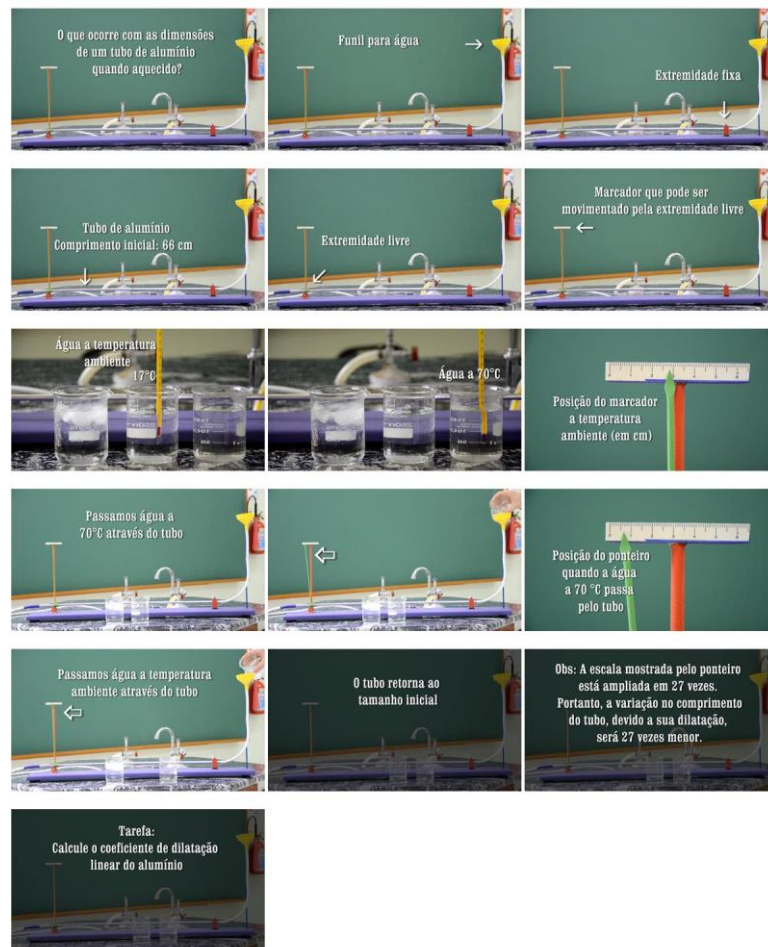 O que ocorre com as dimensões
de um tubo de alumínio
quando aquecido?
Funil para água
Extremidade fixa
Tubo de alumínio
Comprimento inicial: 66 cm
Extremidade livre
Marcador que pode ser
movimentado pela extremidade livre
Água a temperatura
ambiente
17°C
Água a 70°C
Posição do marcador
a temperatura
ambiente (em cm)
Passamos água a
70°C através do tubo
Posição do ponteiro
quando a água
a 70 °C passa
pelo tubo
Passamos água a temperatura
ambiente através do tubo
O tubo retorna ao
tamanho inicial
Obs: A escala mostrada pelo ponteiro
está ampliada em 27 vezes.
Portanto, a variação no comprimento
do tubo, devido a sua dilatação,
será 27 vezes menor.
Tarefa:
Calcule o coeficiente de dilatação
linear do alumínio